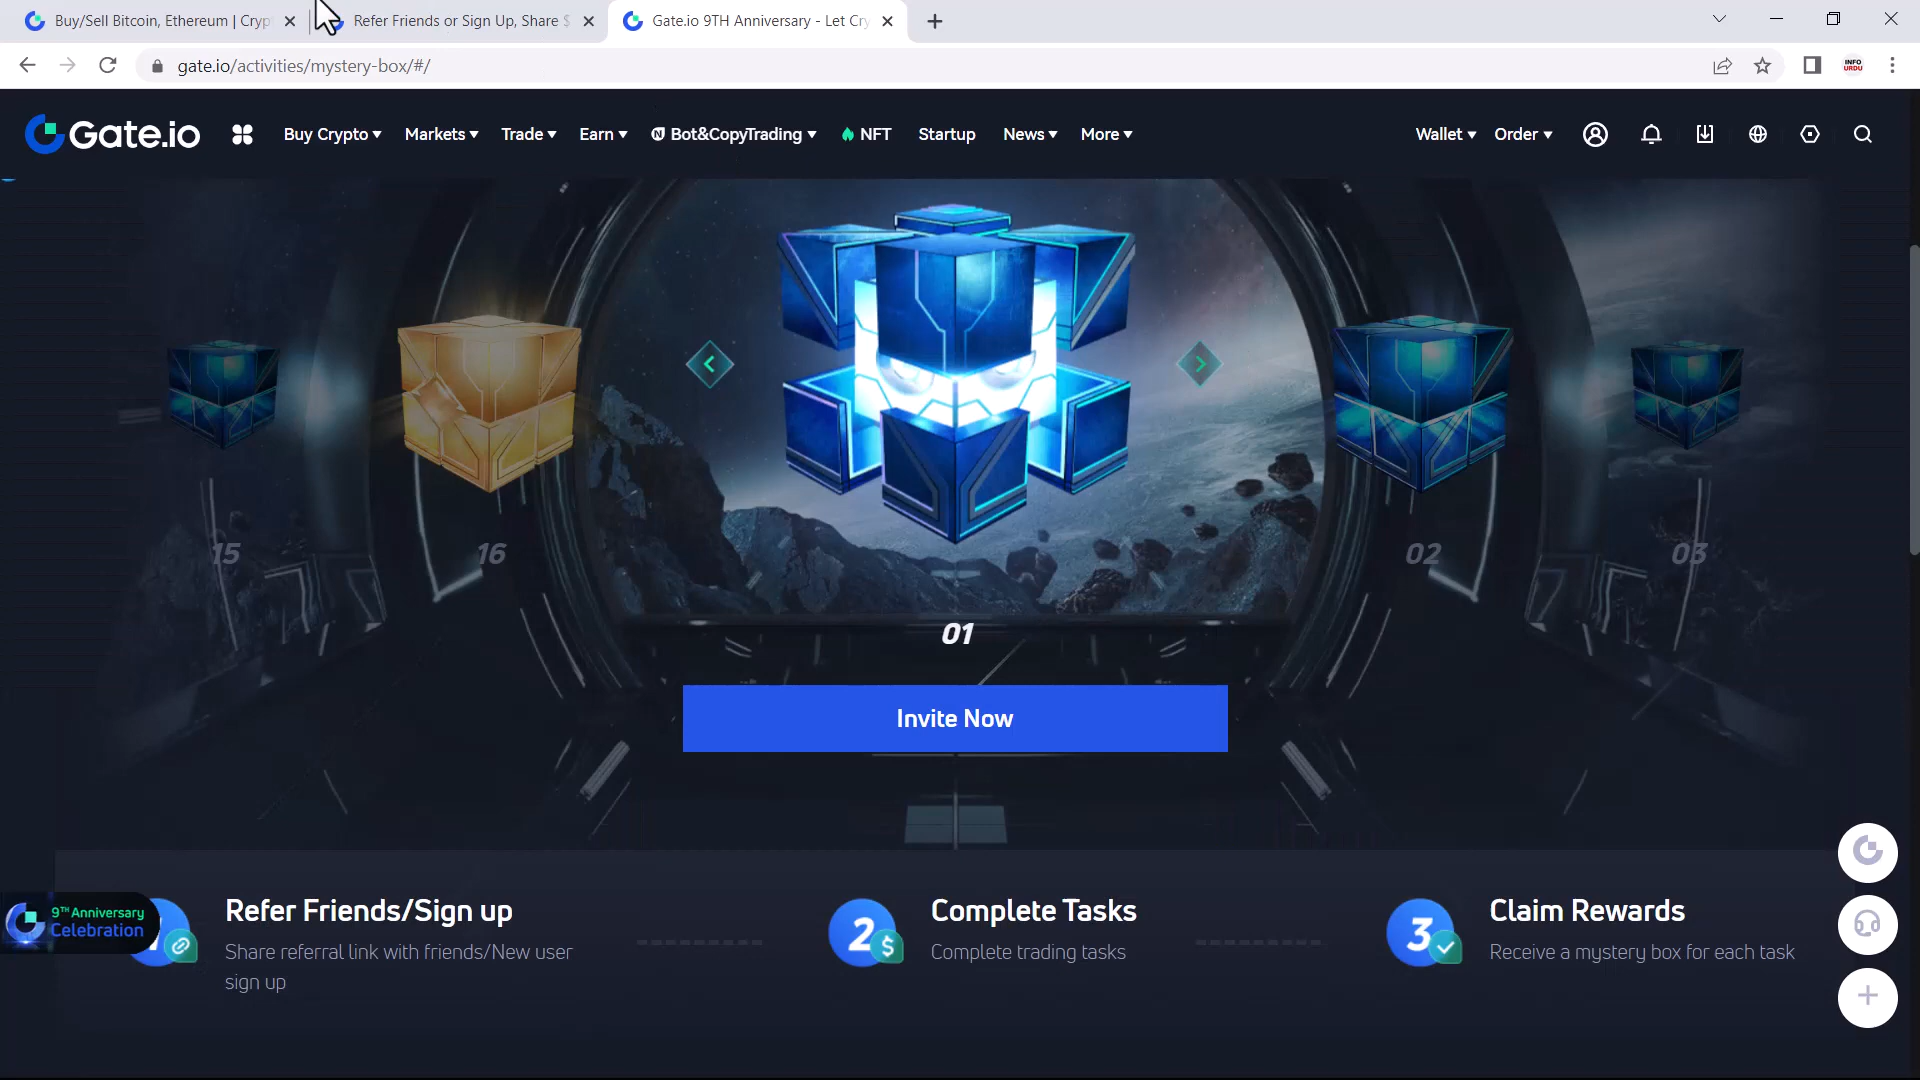 Buy/Sell Bitcoin, Ethereum | Cryp
Refer Friends or Sign Up, Share $
Gate.io 9TH Anniversary - Let Cry
gate.io/activities/mystery-box/#/
INFO
URDU
Gate.io
Buy Crypto
Markets
Trade
Earn
Bot&CopyTrading
NFT
Startup
News
More
Wallet
Order
15
16
01
02
03
Invite Now
9TH Anniversary
Celebration
Refer Friends/Sign up
Share referral link with friends/New user
sign up
2
$
Complete Tasks
Complete trading tasks
3
Claim Rewards
Receive a mystery box for each task